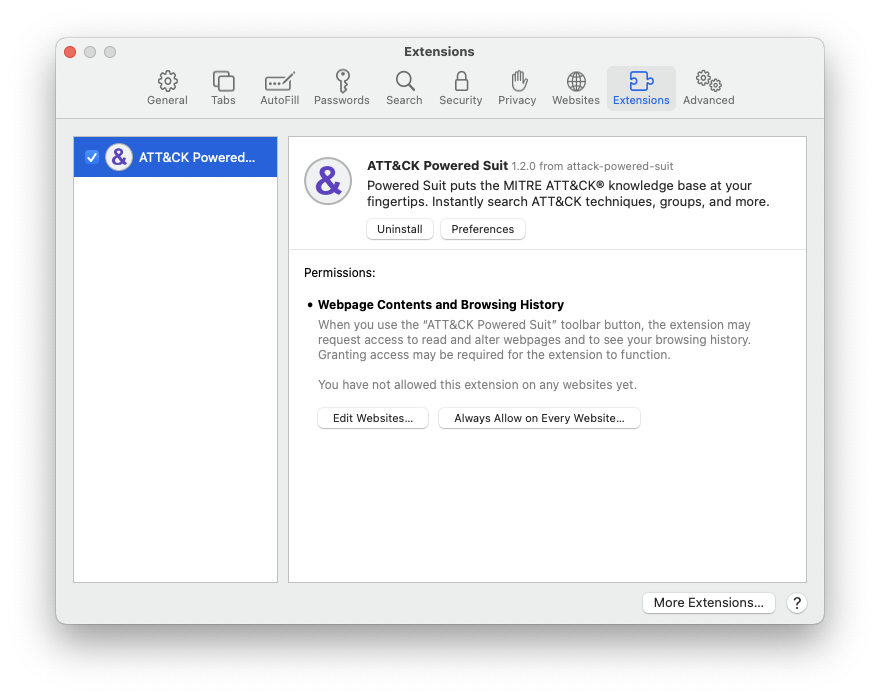 Extensions
General Tabs AutoFill Passwords Search Security Privacy Websites Extensions Advanced
& ATT&CK Powered...
&
ATT&CK Powered Suit 1.2.0 from attack-powered-suit
Powered Suit puts the MITRE ATT&CK® knowledge base at your
fingertips. Instantly search ATT&CK techniques, groups, and more.
Uninstall Preferences
Permissions:
• Webpage Contents and Browsing History
When you use the “ATT&CK Powered Suit” toolbar button, the extension may
request access to read and alter webpages and to see your browsing history.
Granting access may be required for the extension to function.
You have not allowed this extension on any websites yet.
Edit Websites... Always Allow on Every Website...
More Extensions... ?